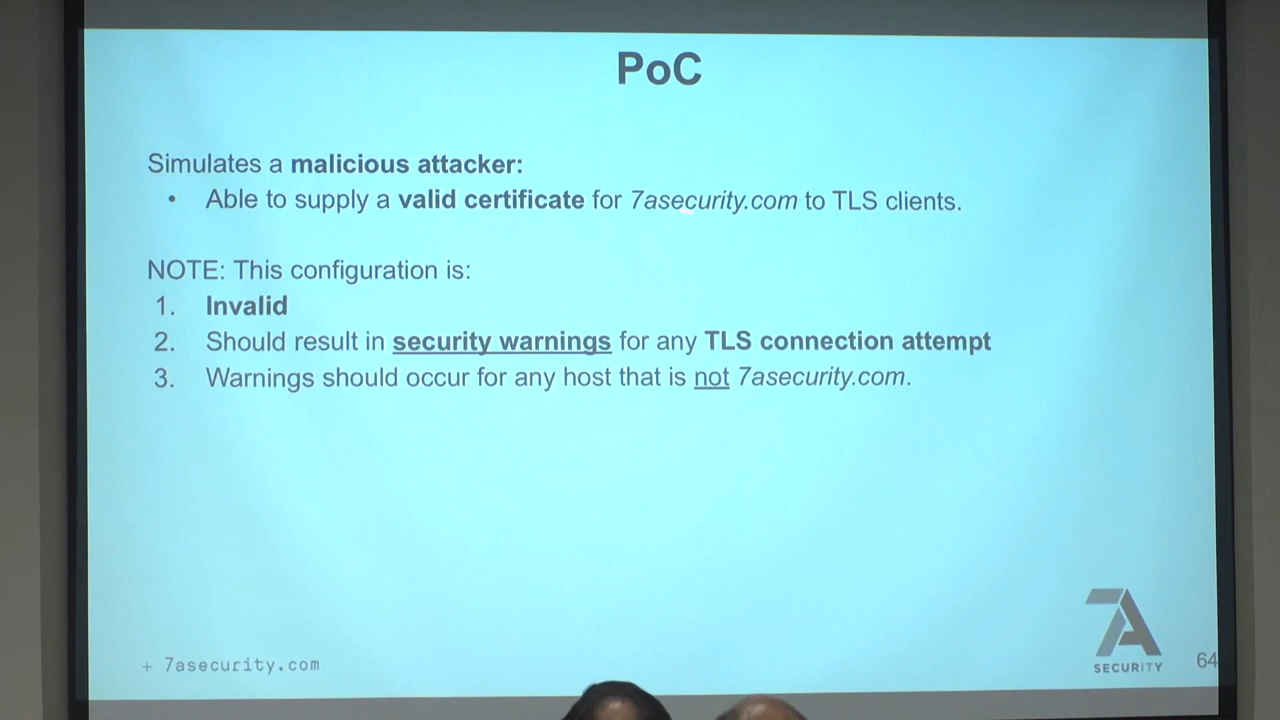 PoC
Simulates a malicious attacker:
• Able to supply a valid certificate for 7asecurity.com to TLS clients.
NOTE: This configuration is:
1. Invalid
2. Should result in security warnings for any TLS connection attempt
3. Warnings should occur for any host that is not 7asecurity.com.
+ 7asecurity.com
7A
SECURITY
64